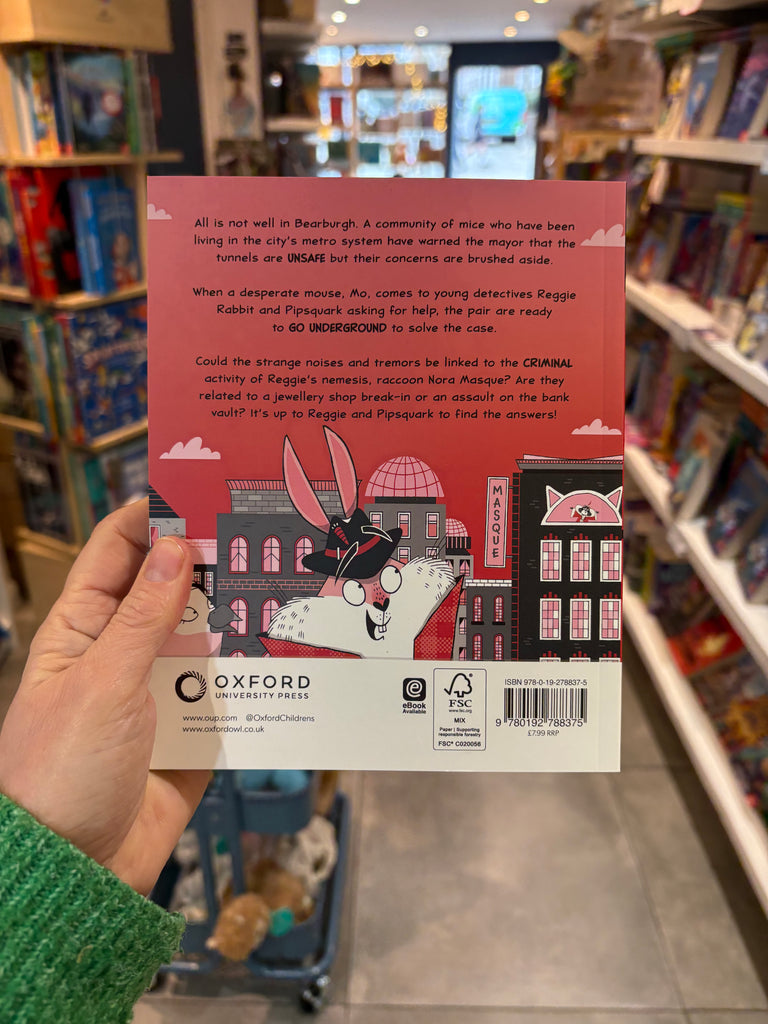 All is not well in Bearburgh. A community of mice who have been
living in the city's metro system have warned the mayor that the
tunnels are UNSAFE but their concerns are brushed aside.
When a desperate mouse, Mo, comes to young detectives Reggie
Rabbit and Pipsquark asking for help, the pair are ready
to GO UNDERGROUND to solve the case.
Could the strange noises and tremors be linked to the CRIMINAL
activity of Reggie's nemesis, raccoon Nora Masque? Are they
related to a jewellery shop break-in or an assault on the bank
vault? It's up to Reggie and Pipsquark to find the answers!
MASQUE
OXFORD
UNIVERSITY PRESS
www.oup.com @OxfordChildrens
www.oxfordowl.co.uk
eBook
Available
FSC
www.fsc.org
MIX
Paper | Supporting
responsible forestry
FSC® C020056
ISBN 978-0-19-278837-5
9 780192 788375
£7.99 RRP